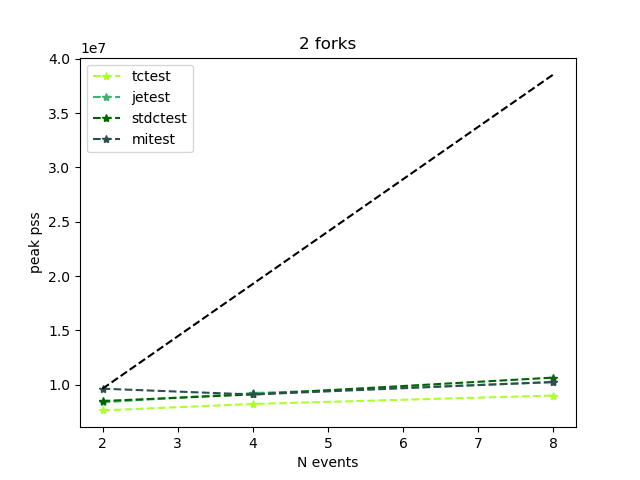 2 forks
1e7
tctest
jetest
stdctest
mitest
peak pss
4.0
3.5
3.0
2.5
2.0
1.5
1.0
2 3 4 5 6 7 8
N events